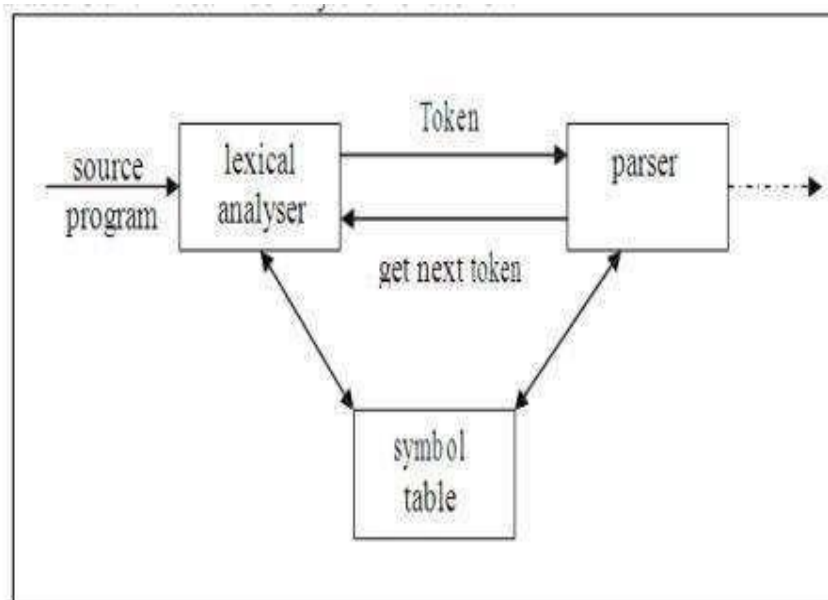 Token
source
program
lexical
analyser
parser
get next token
symbol
table